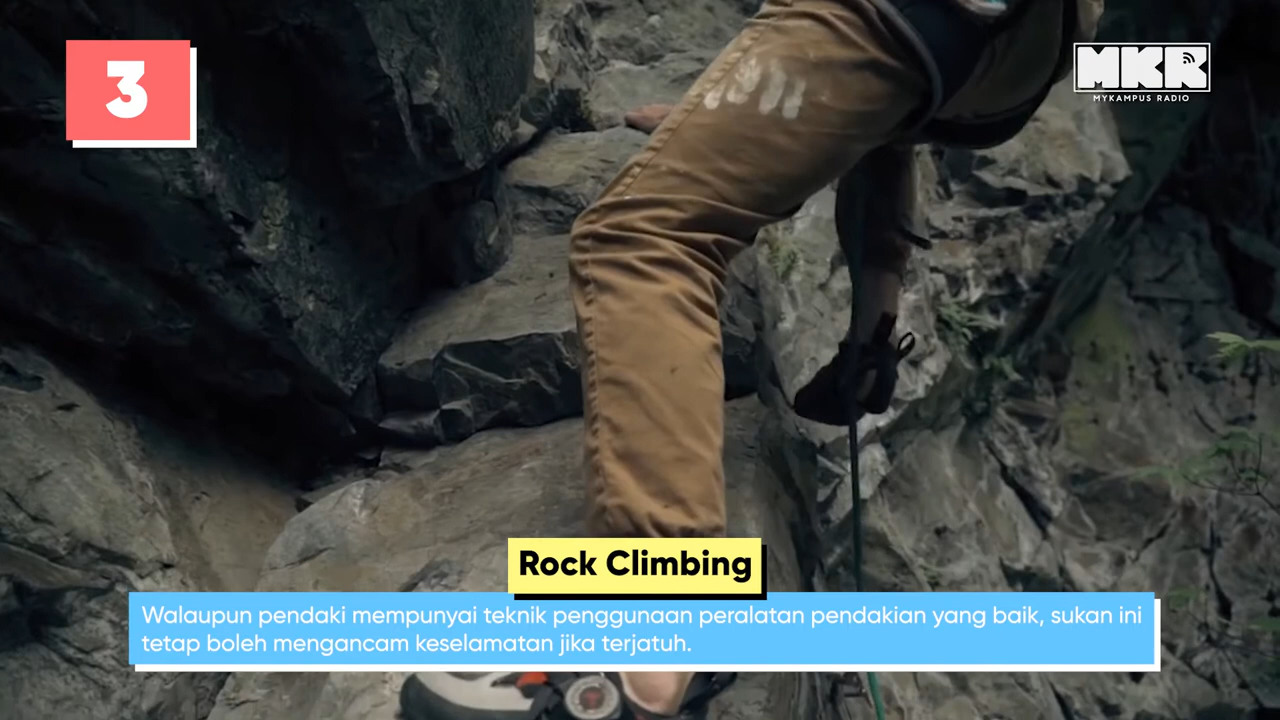 3
MKR
MYKAMPUS RADIO
Rock Climbing
Walaupun pendaki mempunyai teknik penggunaan peralatan pendakian yang baik, sukan ini
tetap boleh mengancam keselamatan jika terjatuh.